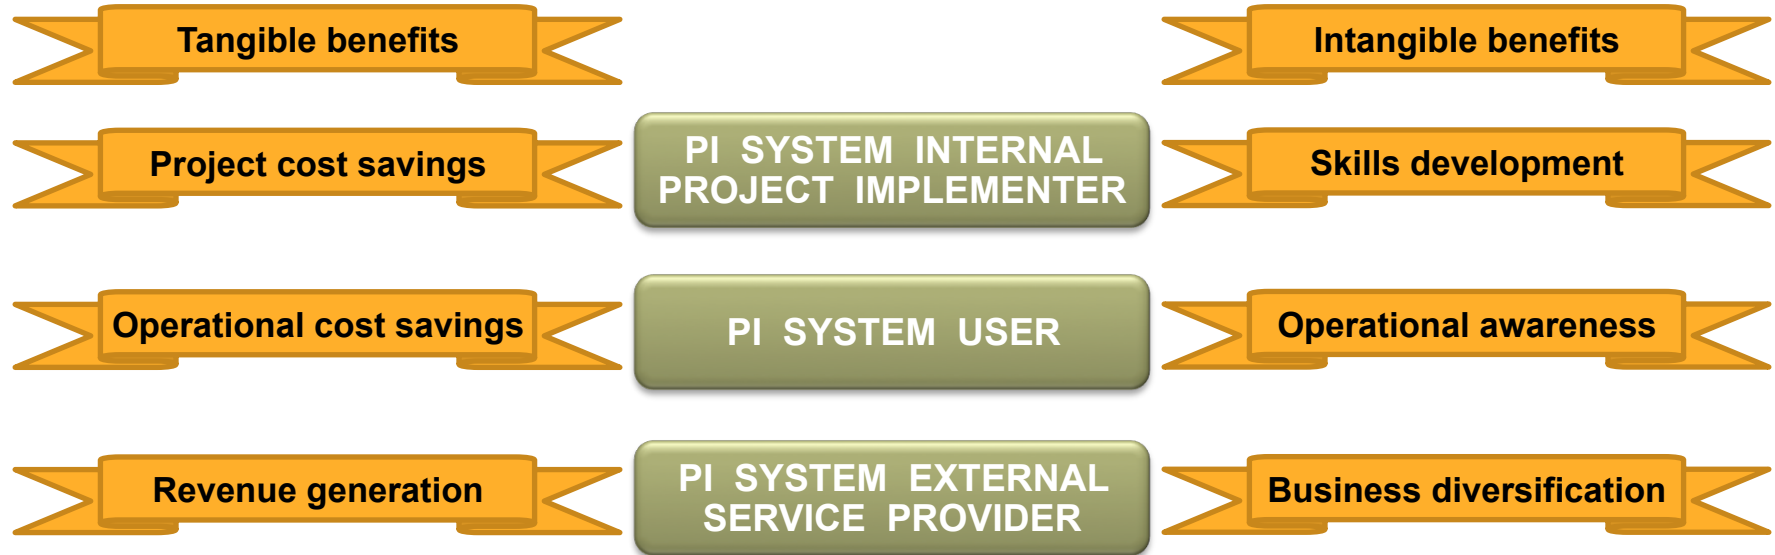 Tangible benefits
Intangible benefits
Project cost savings
PI SYSTEM INTERNAL
PROJECT IMPLEMENTER
Skills development
Operational cost savings
PI SYSTEM USER
Operational awareness
Revenue generation
PI SYSTEM EXTERNAL
SERVICE PROVIDER
Business diversification